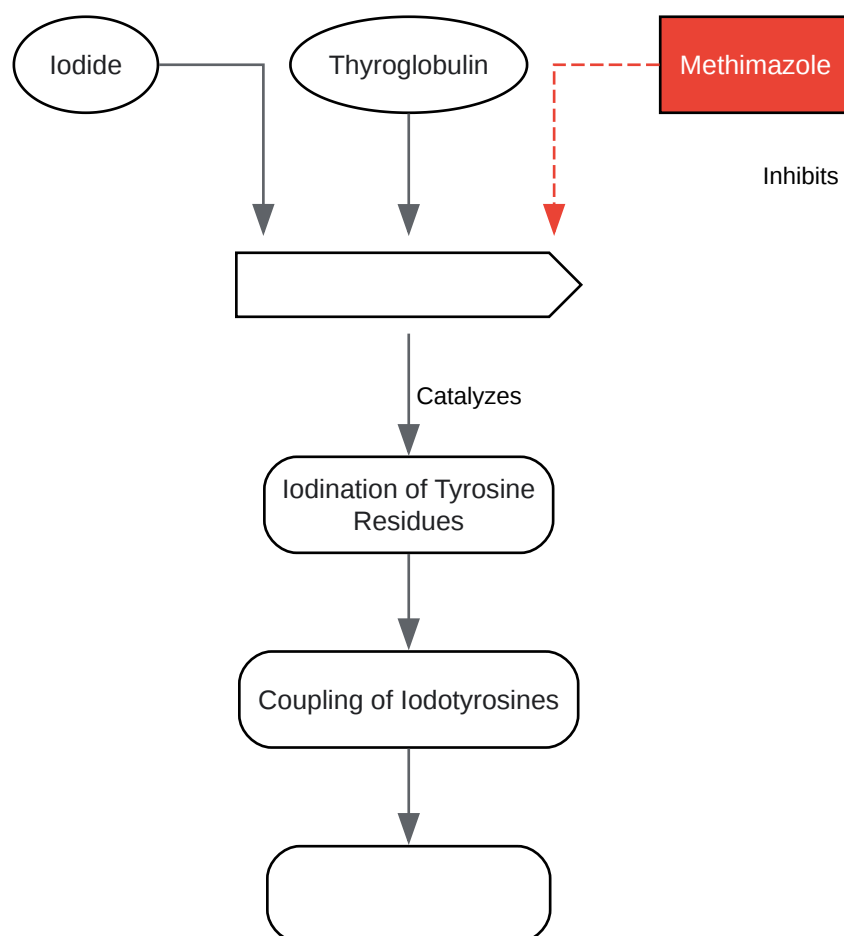 Iodide
Thyroglobulin
Methimazole
Inhibits
Catalyzes
Iodination of Tyrosine
Residues
Coupling of Iodotyrosines